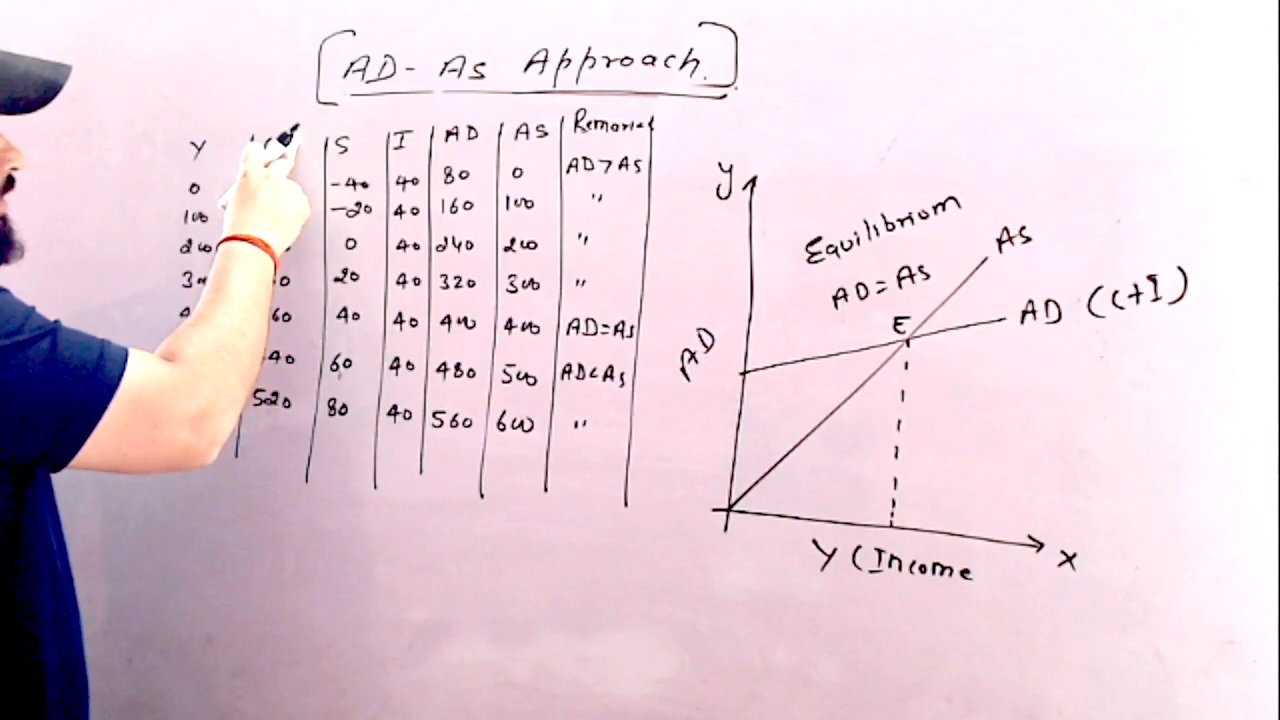 [AD-AS Approach.]
Y S I AD AS Remarks
0 -40 40 80 0 AD>AS
100 -20 40 160 100 "
200 0 40 240 200 "
300 0 20 40 320 300 "
60 40 40 400 400 AD=AS
40 60 40 480 500 AD<AS
520 80 40 560 600 "
y
Equilibrium
AD=AS
AS
E
AD (C+I)
AD
Y (Income
X